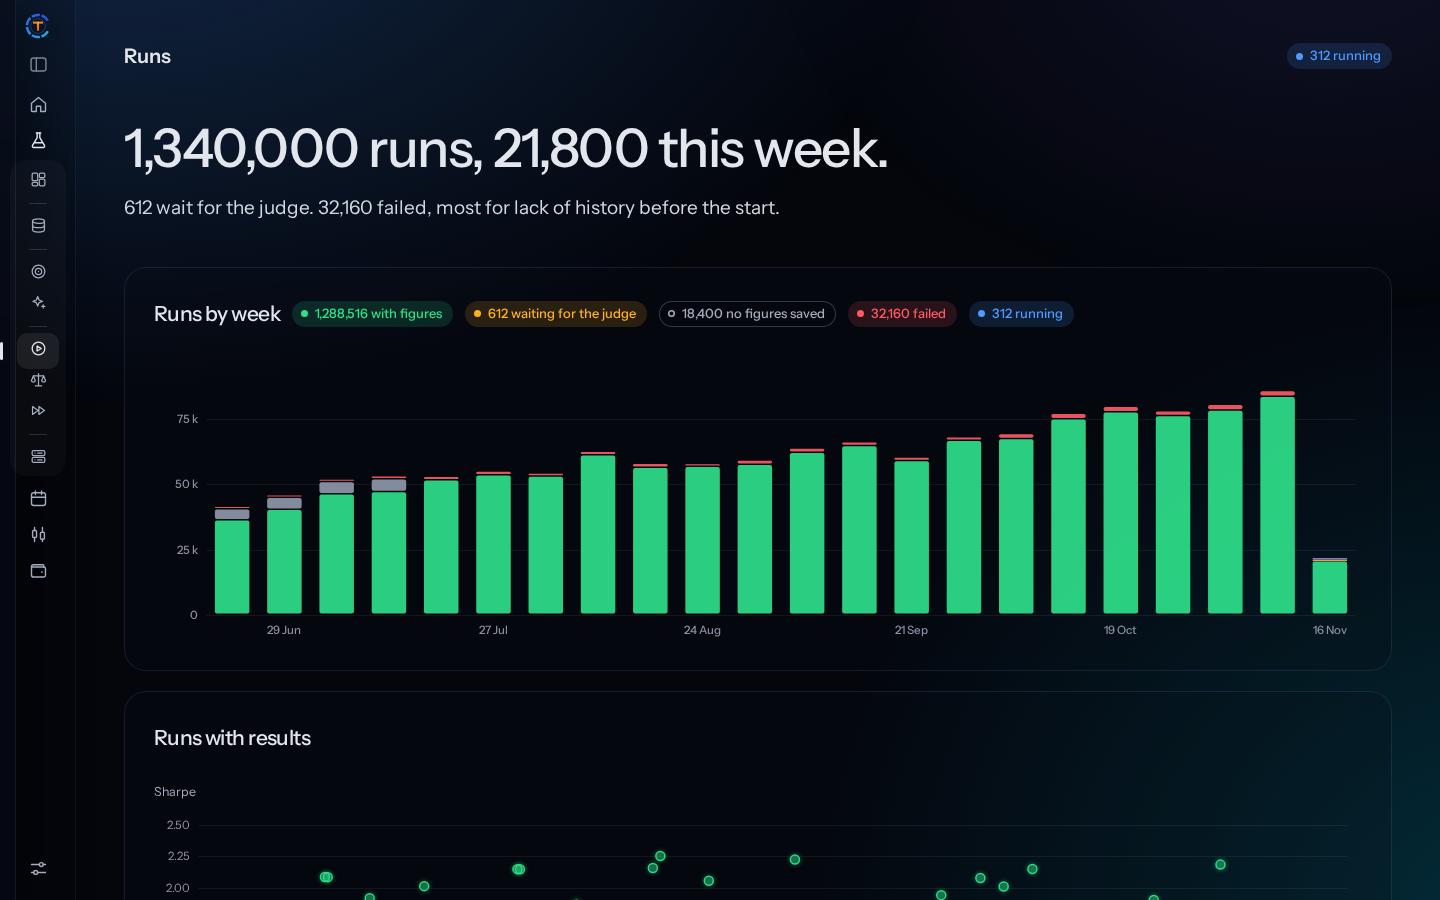 T
Runs
312 running
1,340,000 runs, 21,800 this week.
612 wait for the judge. 32,160 failed, most for lack of history before the start.
Runs by week
1,288,516 with figures
612 waiting for the judge
18,400 no figures saved
32,160 failed
312 running
75 k
50 k
25 k
0
29 Jun
27 Jul
24 Aug
21 Sep
19 Oct
16 Nov
Runs with results
Sharpe
2.50
2.25
2.00